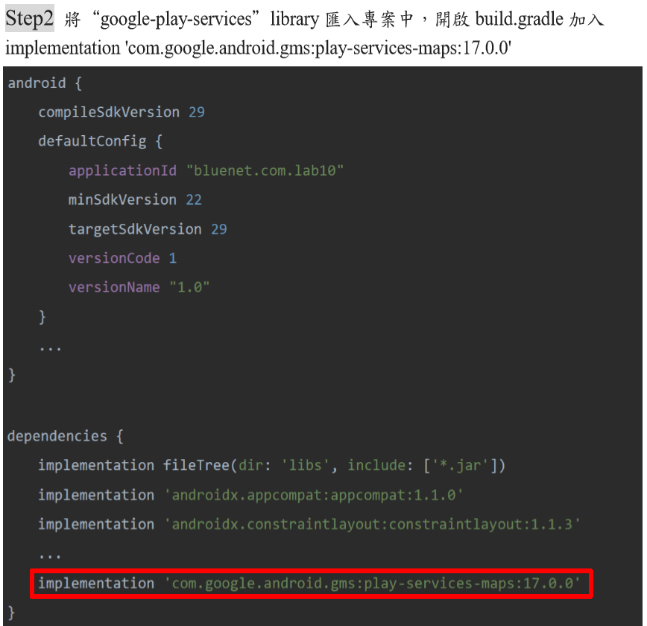 Step2 將“google-play-services”library 匯入專案中，開啟 build.gradle 加入
implementation 'com.google.android.gms:play-services-maps:17.0.0'
android {
    compileSdkVersion 29
    defaultConfig {
        applicationId "bluenet.com.lab10"
        minSdkVersion 22
        targetSdkVersion 29
        versionCode 1
        versionName "1.0"
    }
    ...
}
dependencies {
    implementation fileTree(dir: 'libs', include: ['*.jar'])
    implementation 'androidx.appcompat:appcompat:1.1.0'
    implementation 'androidx.constraintlayout:constraintlayout:1.1.3'
    ...
    implementation 'com.google.android.gms:play-services-maps:17.0.0'
}